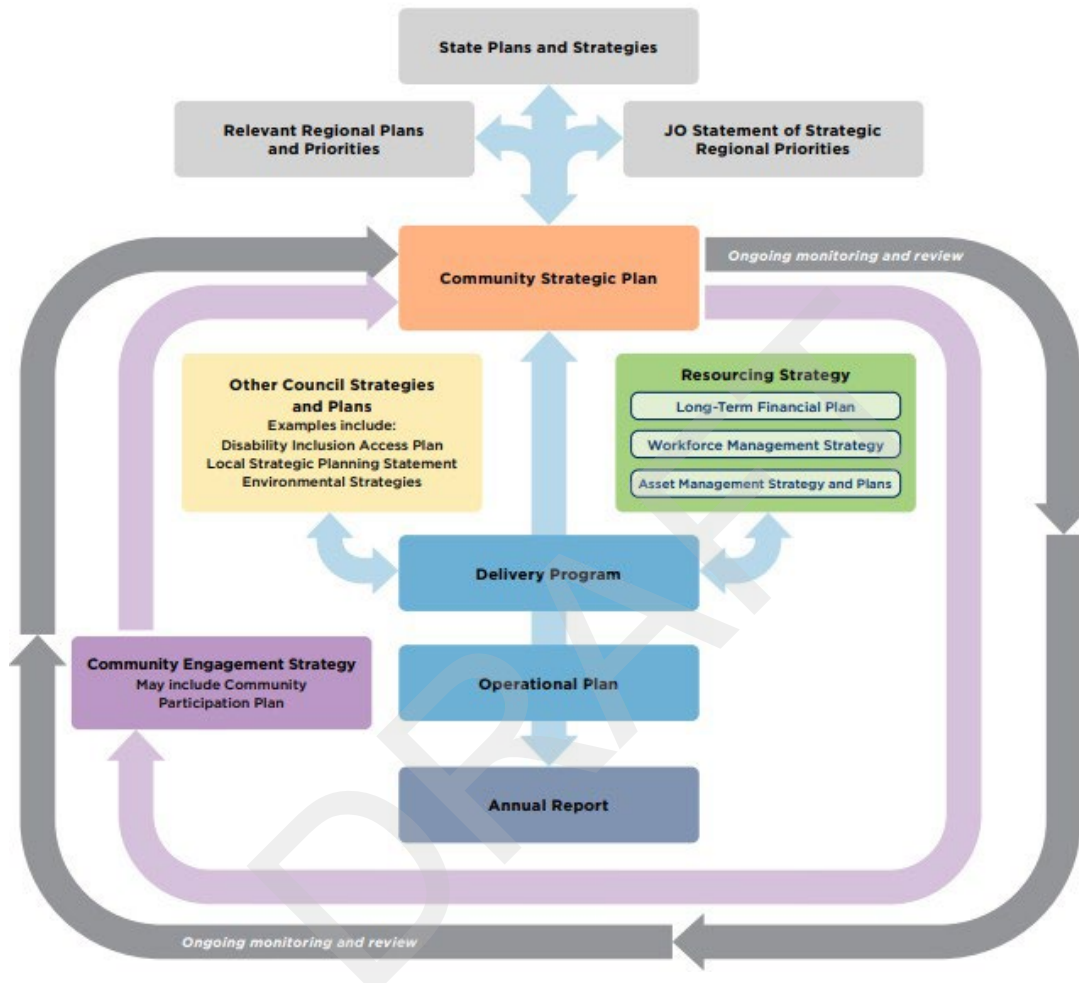 State Plans and Strategies
Relevant Regional Plans
and Priorities
JO Statement of Strategic
Regional Priorities
Community Strategic Plan
Ongoing monitoring and review
Other Council Strategies
and Plans
Examples include:
Disability Inclusion Access Plan
Local Strategic Planning Statement
Environmental Strategies
Resourcing Strategy
Long-Term Financial Plan
Workforce Management Strategy
Asset Management Strategy and Plans
Delivery Program
Community Engagement Strategy
May include Community
Participation Plan
Operational Plan
Annual Report
Ongoing monitoring and review
DRAFT